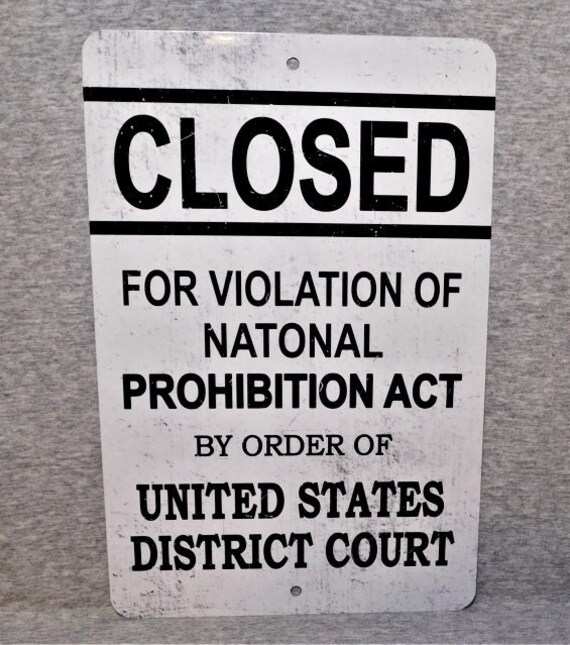 CLOSED
FOR VIOLATION OF
NATONAL
PROHIBITION ACT
BY ORDER OF
UNITED STATES
DISTRICT COURT